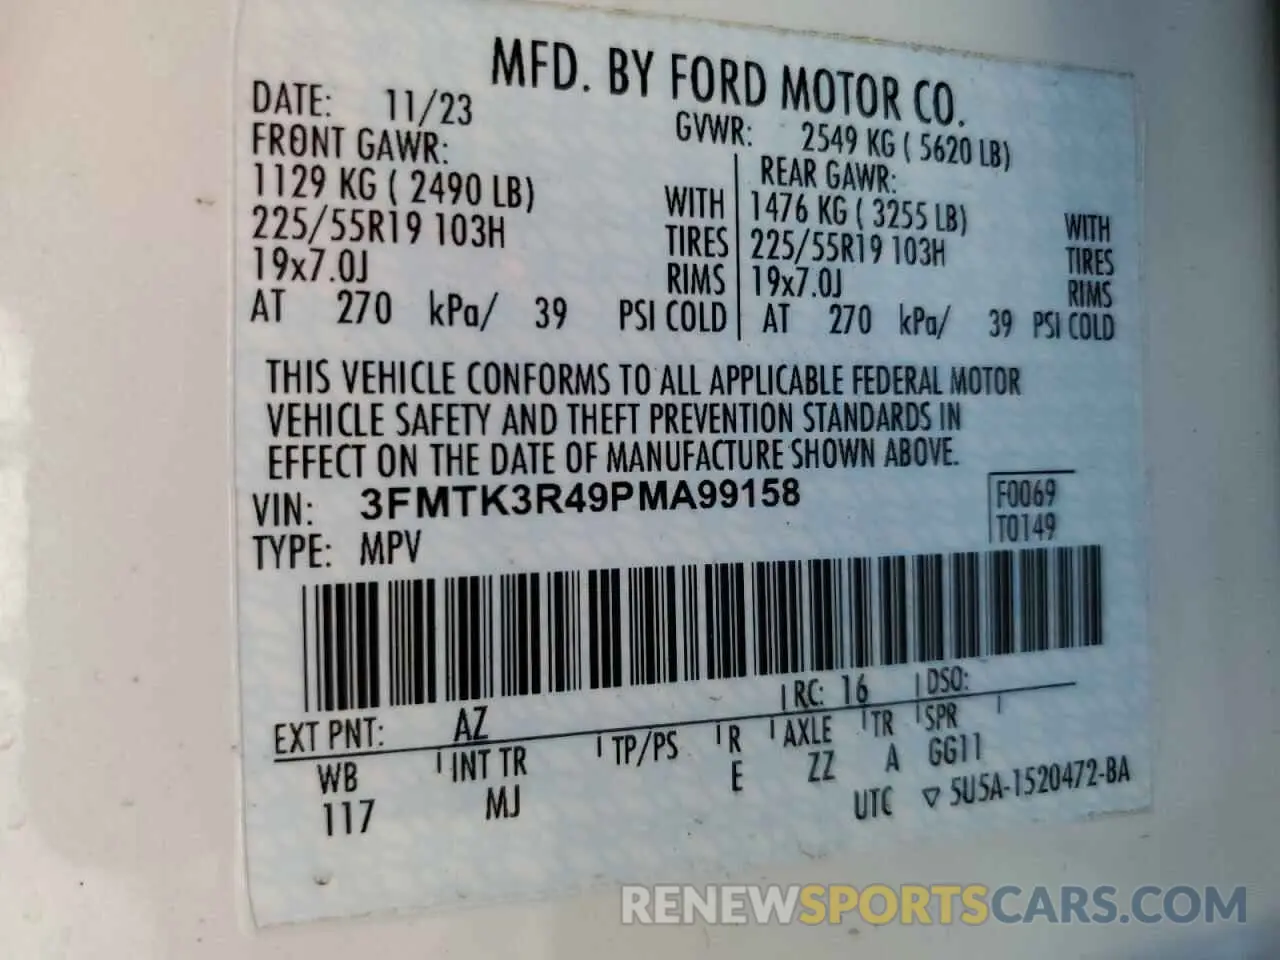 MFD. BY FORD MOTOR CO.
DATE: 11/23
GVWR: 2549 KG ( 5620 LB)
FRONT GAWR:
1129 KG ( 2490 LB) WITH
225/55R19 103H TIRES
19x7.0J RIMS
AT 270 kPa/ 39 PSI COLD
REAR GAWR:
1476 KG ( 3255 LB) WITH
225/55R19 103H TIRES
19x7.0J RIMS
AT 270 kPa/ 39 PSI COLD
THIS VEHICLE CONFORMS TO ALL APPLICABLE FEDERAL MOTOR
VEHICLE SAFETY AND THEFT PREVENTION STANDARDS IN
EFFECT ON THE DATE OF MANUFACTURE SHOWN ABOVE.
VIN: 3FMTK3R49PMA99158
TYPE: MPV
F0069
T0149
EXT PNT: AZ RC: 16 DSO:
WB INT TR TP/PS R AXLE TR SPR
117 MJ E ZZ A GG11
UTC ▽ 5U5A-1520472-BA
RENEWSPORTSCARS.COM